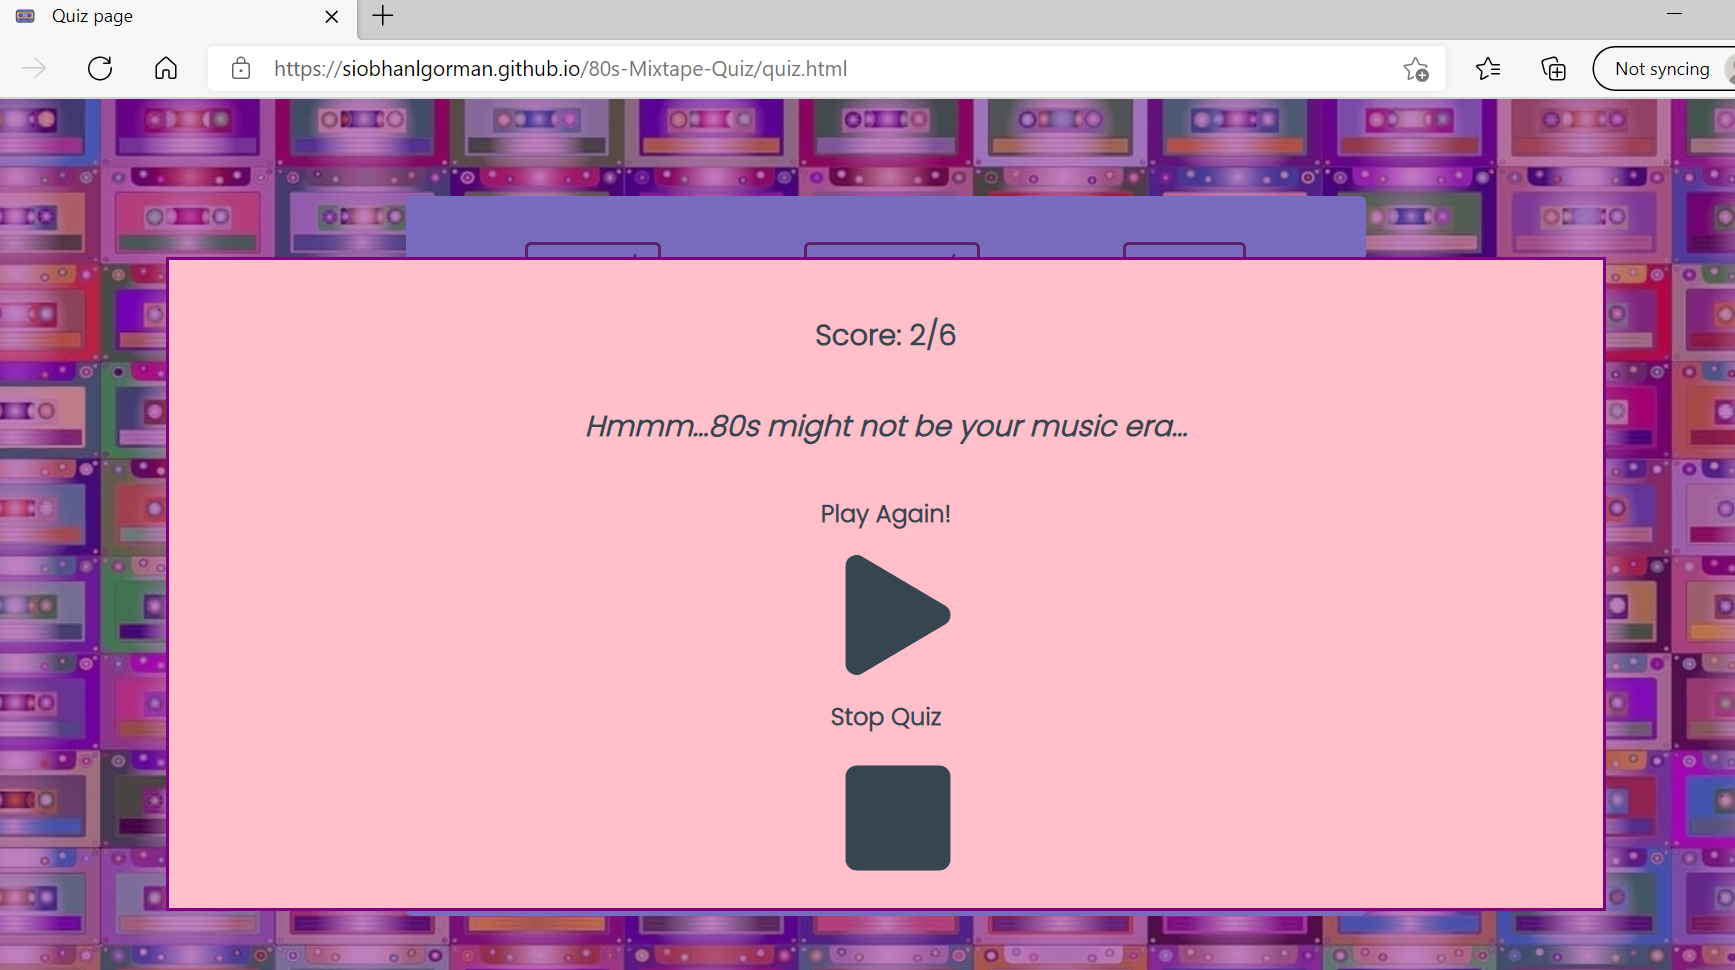 Quiz page
https://siobhanlgorman.github.io/80s-Mixtape-Quiz/quiz.html
Not syncing
Score: 2/6
Hmmm...80s might not be your music era...
Play Again!
Stop Quiz